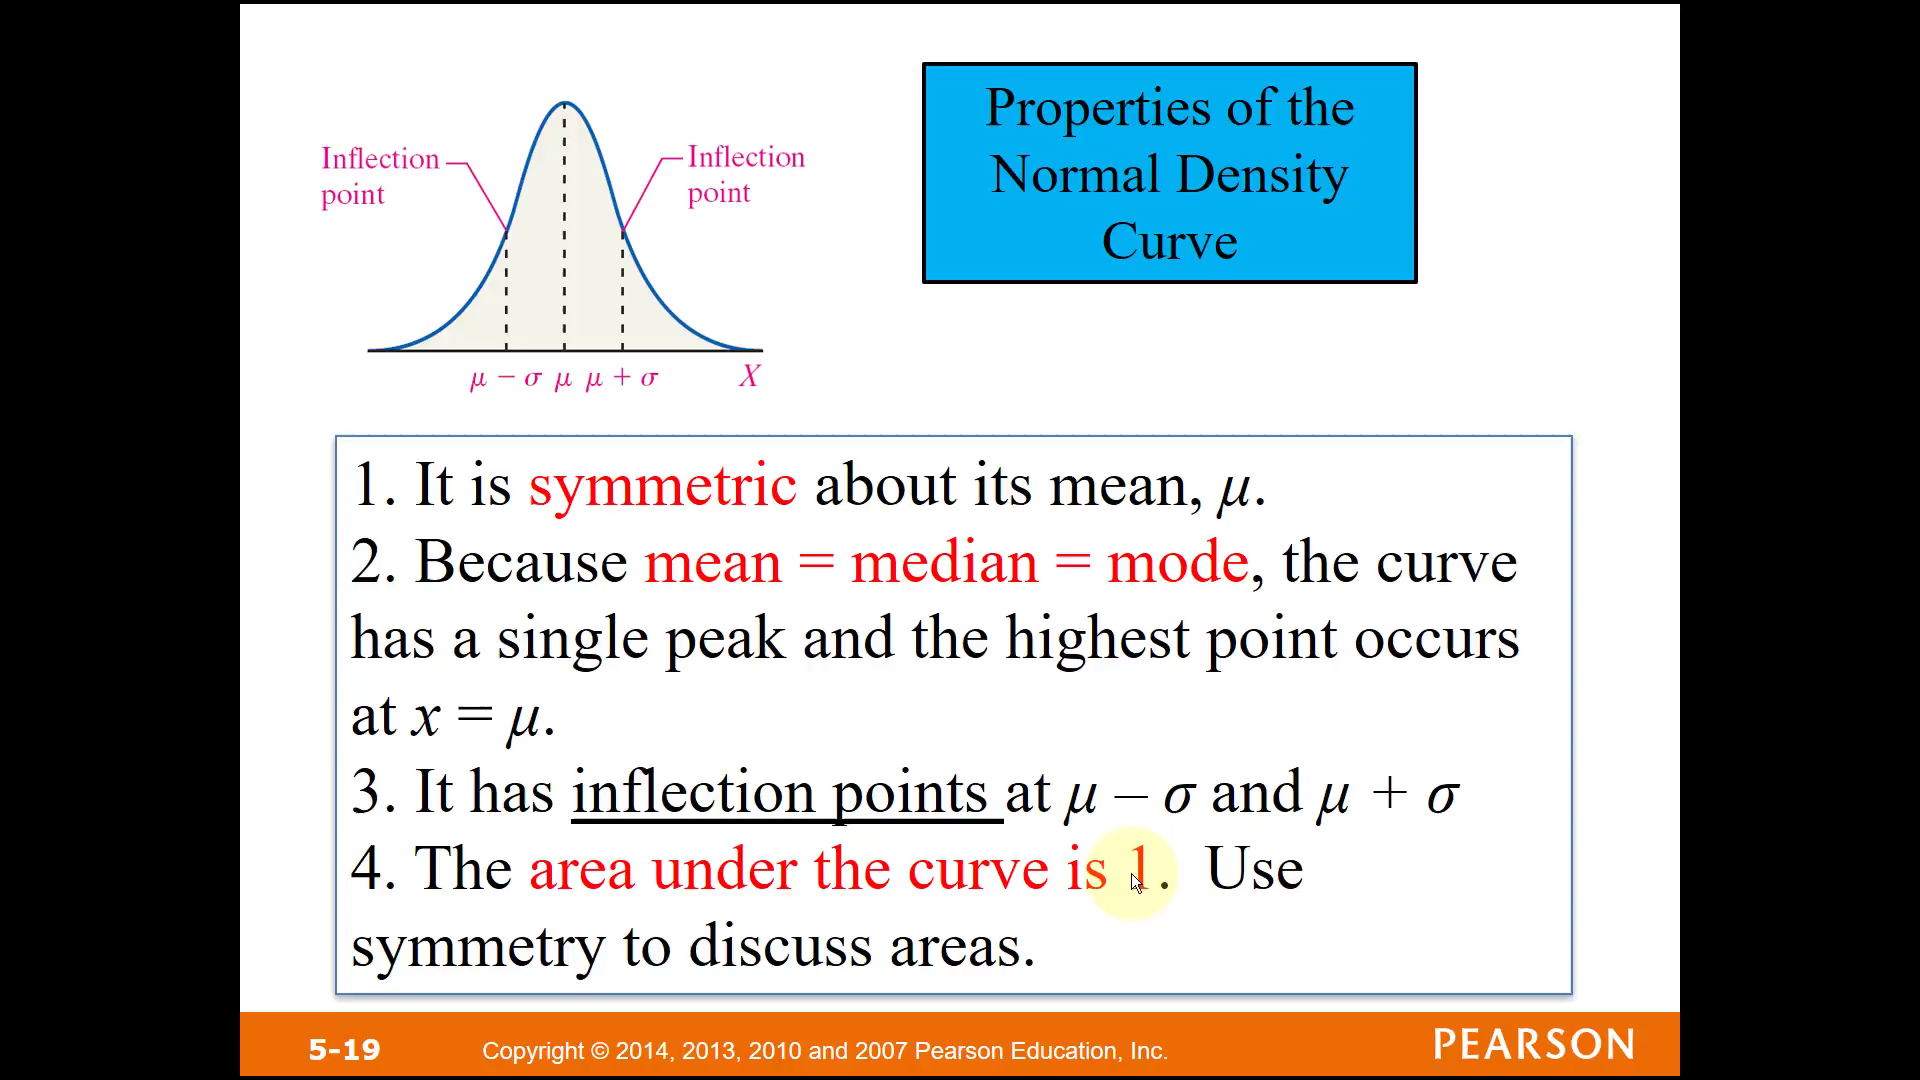 Properties of the
Normal Density
Curve
Inflection
point
Inflection
point
μ − σ μ μ + σ X
1. It is symmetric about its mean, μ.
2. Because mean = median = mode, the curve
has a single peak and the highest point occurs
at x = μ.
3. It has inflection points at μ – σ and μ + σ
4. The area under the curve is 1.  Use
symmetry to discuss areas.
5-19
Copyright © 2014, 2013, 2010 and 2007 Pearson Education, Inc.
PEARSON